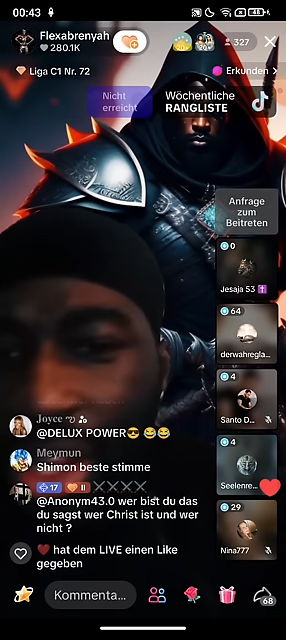 00:43
48
Flexabrenyah
280.1K
327
Liga C1 Nr. 72
Erkunden >
Nicht
erreicht
Wöchentliche
RANGLISTE
Anfrage
zum
Beitreten
0
Jesaja 53
64
derwahregla...
4
Santo D...
4
Seelenre...
29
Nina777
Joyce
@DELUX POWER😎 😂😂
Meymun
Shimon beste stimme
17 II
@Anonym43.0 wer bist du das
du sagst wer Christ ist und wer
nicht ?
hat dem LIVE einen Like
gegeben
Kommenta...
68